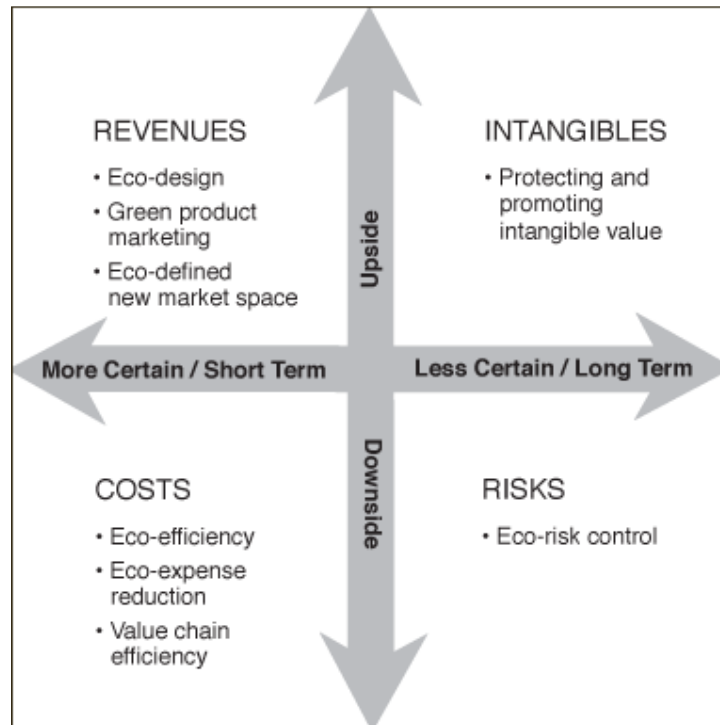 REVENUES
• Eco-design
• Green product
marketing
• Eco-defined
new market space
INTANGIBLES
• Protecting and
promoting
intangible value
Upside
More Certain / Short Term
Less Certain / Long Term
Downside
COSTS
• Eco-efficiency
• Eco-expense
reduction
• Value chain
efficiency
RISKS
• Eco-risk control